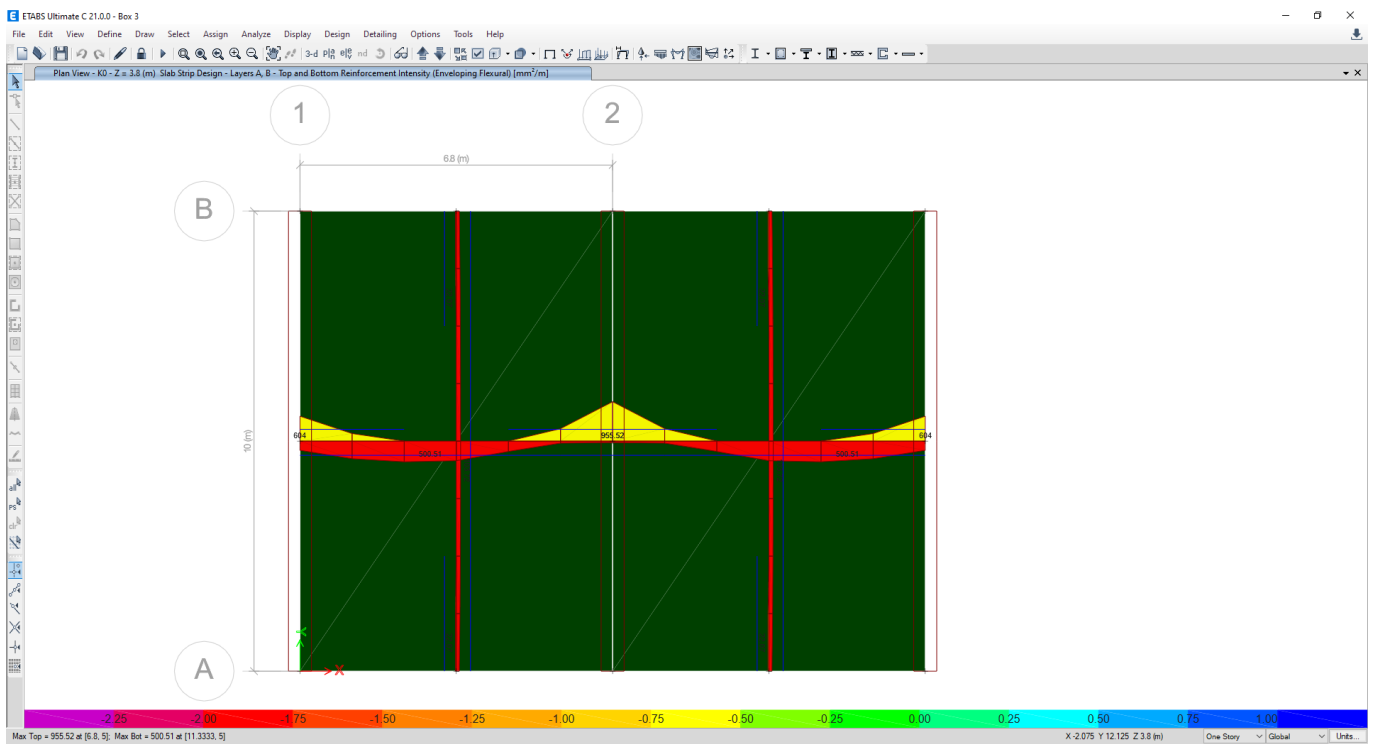 ETABS Ultimate C 21.0.0 - Box 3
File Edit View Define Draw Select Assign Analyze Display Design Detailing Options Tools Help
3-d plạ elẹ nd
Plan View - K0 - Z = 3.8 (m) Slab Strip Design - Layers A, B - Top and Bottom Reinforcement Intensity (Enveloping Flexural) [mm²/m]
1 2
6.8 (m)
B
10 (m)
604 955.52 604
500.51 500.51
A
X
all
PS
clr
-2.25 -2.00 -1.75 -1.50 -1.25 -1.00 -0.75 -0.50 -0.25 0.00 0.25 0.50 0.75 1.00
Max Top = 955.52 at [6.8, 5]; Max Bot = 500.51 at [11.3333, 5] X -2.075 Y 12.125 Z 3.8 (m) One Story Global Units...